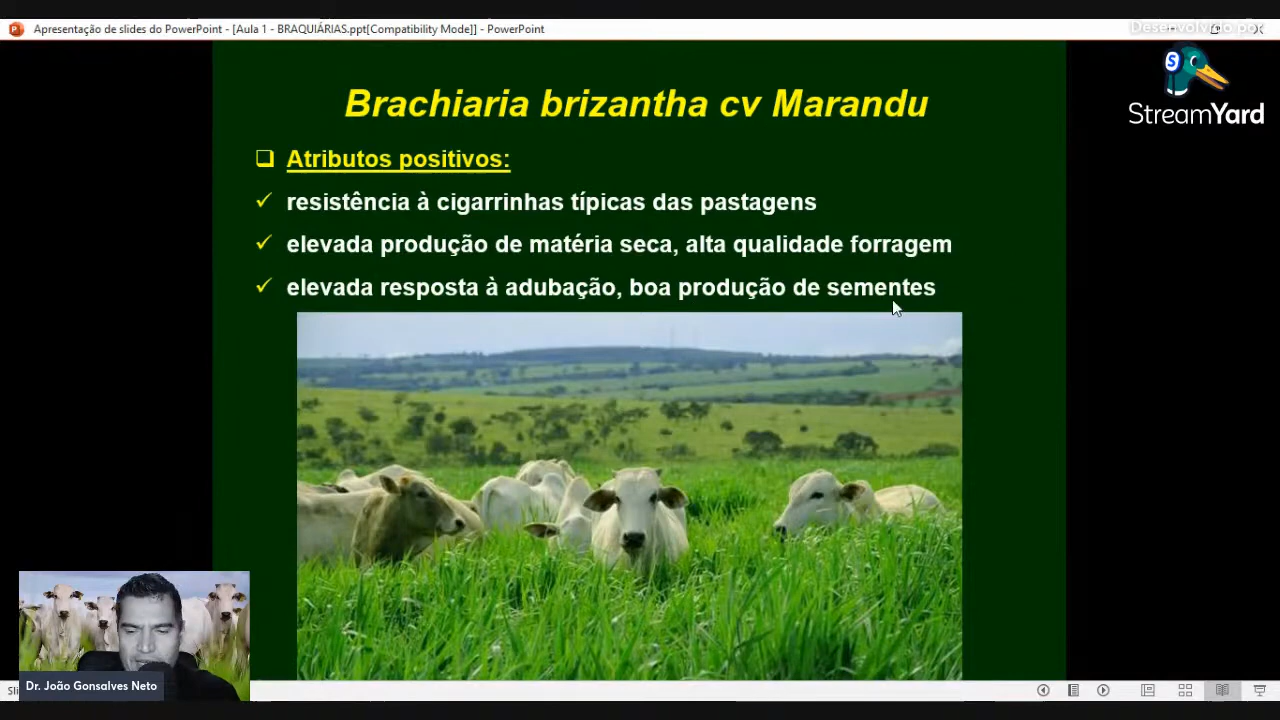 Apresentação de slides do PowerPoint - [Aula 1 - BRAQUIÁRIAS.ppt[Compatibility Mode]] - PowerPoint
Desenvolvido por
StreamYard
Brachiaria brizantha cv Marandu
Atributos positivos:
resistência à cigarrinhas típicas das pastagens
elevada produção de matéria seca, alta qualidade forragem
elevada resposta à adubação, boa produção de sementes
Dr. João Gonsalves Neto